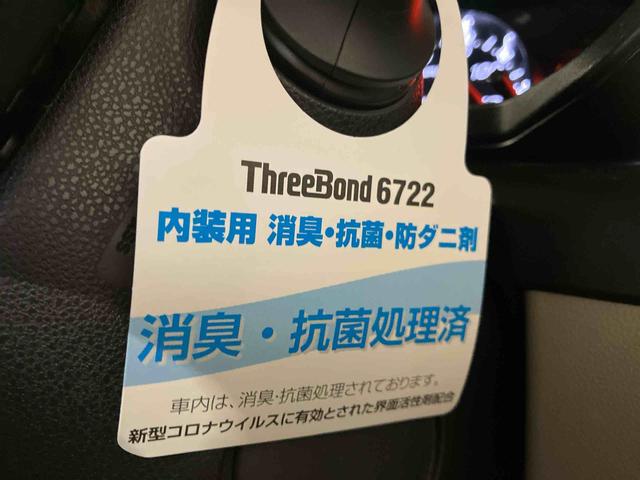 ThreeBond 6722
内装用 消臭・抗菌・防ダニ剤
消臭・抗菌処理済
車内は、消臭・抗菌処理されております。
新型コロナウイルスに有効とされた界面活性剤配合